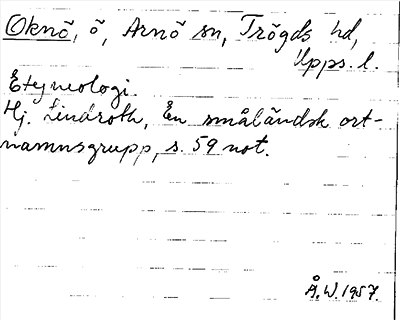 Oknö, ö, Arnö sn, Trögds hd,
Upps. l.
Etymologi.
Hj. Lindroth, En småländsk ort-
namnsgrupp, s. 59 not.
Å.W. 1957.